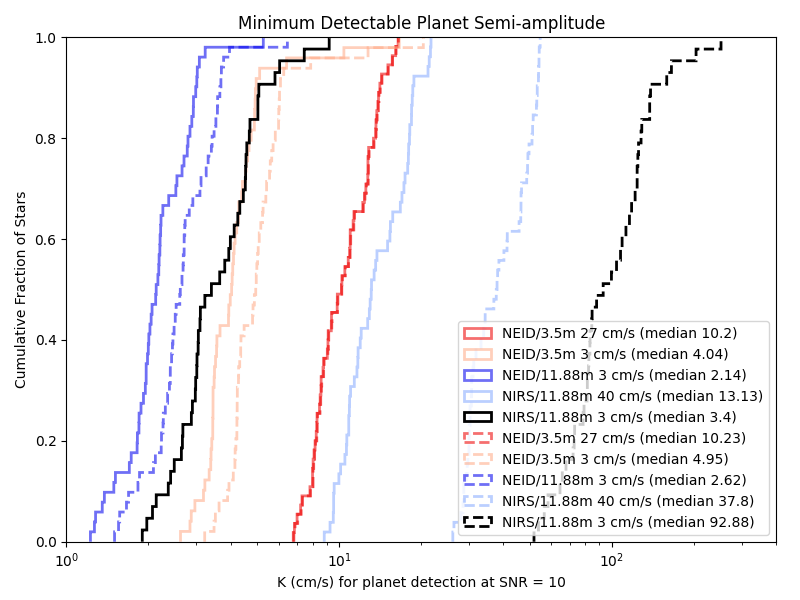 Minimum Detectable Planet Semi-amplitude
1.0
0.8
0.6
0.4
0.2
0.0
Cumulative Fraction of Stars
NEID/3.5m 27 cm/s (median 10.2)
NEID/3.5m 3 cm/s (median 4.04)
NEID/11.88m 3 cm/s (median 2.14)
NIRS/11.88m 40 cm/s (median 13.13)
NIRS/11.88m 3 cm/s (median 3.4)
NEID/3.5m 27 cm/s (median 10.23)
NEID/3.5m 3 cm/s (median 4.95)
NEID/11.88m 3 cm/s (median 2.62)
NIRS/11.88m 40 cm/s (median 37.8)
NIRS/11.88m 3 cm/s (median 92.88)
10⁰ 10¹ 10²
K (cm/s) for planet detection at SNR = 10